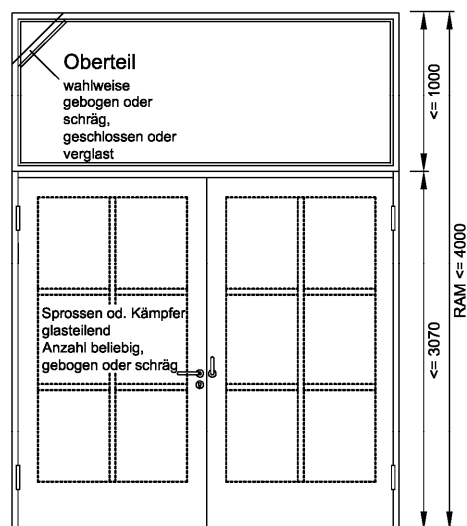 Oberteil
wahlweise
gebogen oder
schräg,
geschlossen oder
verglast
<= 1000
RAM <= 4000
<= 3070
Sprossen od. Kämpfer
glasteilend
Anzahl beliebig,
gebogen oder schräg